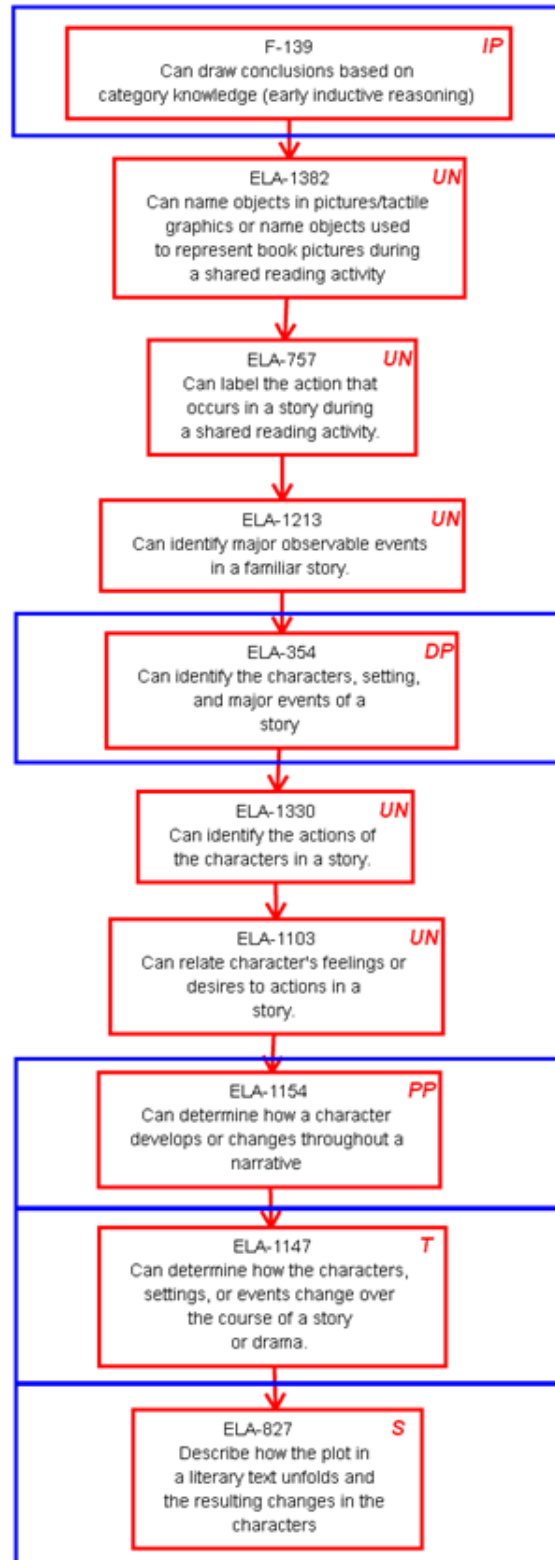 F-139 IP
Can draw conclusions based on
category knowledge (early inductive reasoning)
ELA-1382 UN
Can name objects in pictures/tactile
graphics or name objects used
to represent book pictures during
a shared reading activity
ELA-757 UN
Can label the action that
occurs in a story during
a shared reading activity.
ELA-1213 UN
Can identify major observable events
in a familiar story.
ELA-354 DP
Can identify the characters, setting,
and major events of a
story
ELA-1330 UN
Can identify the actions of
the characters in a story.
ELA-1103 UN
Can relate character's feelings or
desires to actions in a
story.
ELA-1154 PP
Can determine how a character
develops or changes throughout a
narrative
ELA-1147 T
Can determine how the characters,
settings, or events change over
the course of a story
or drama.
ELA-827 S
Describe how the plot in
a literary text unfolds and
the resulting changes in the
characters